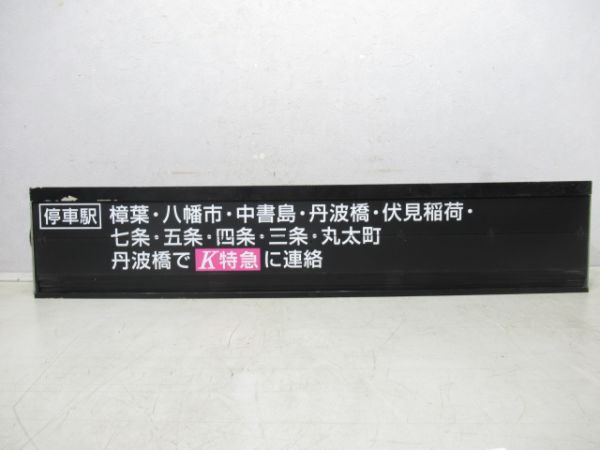 停車駅 樟葉・八幡市・中書島・丹波橋・伏見稲荷・
七条・五条・四条・三条・丸太町
丹波橋で K特急 に連絡